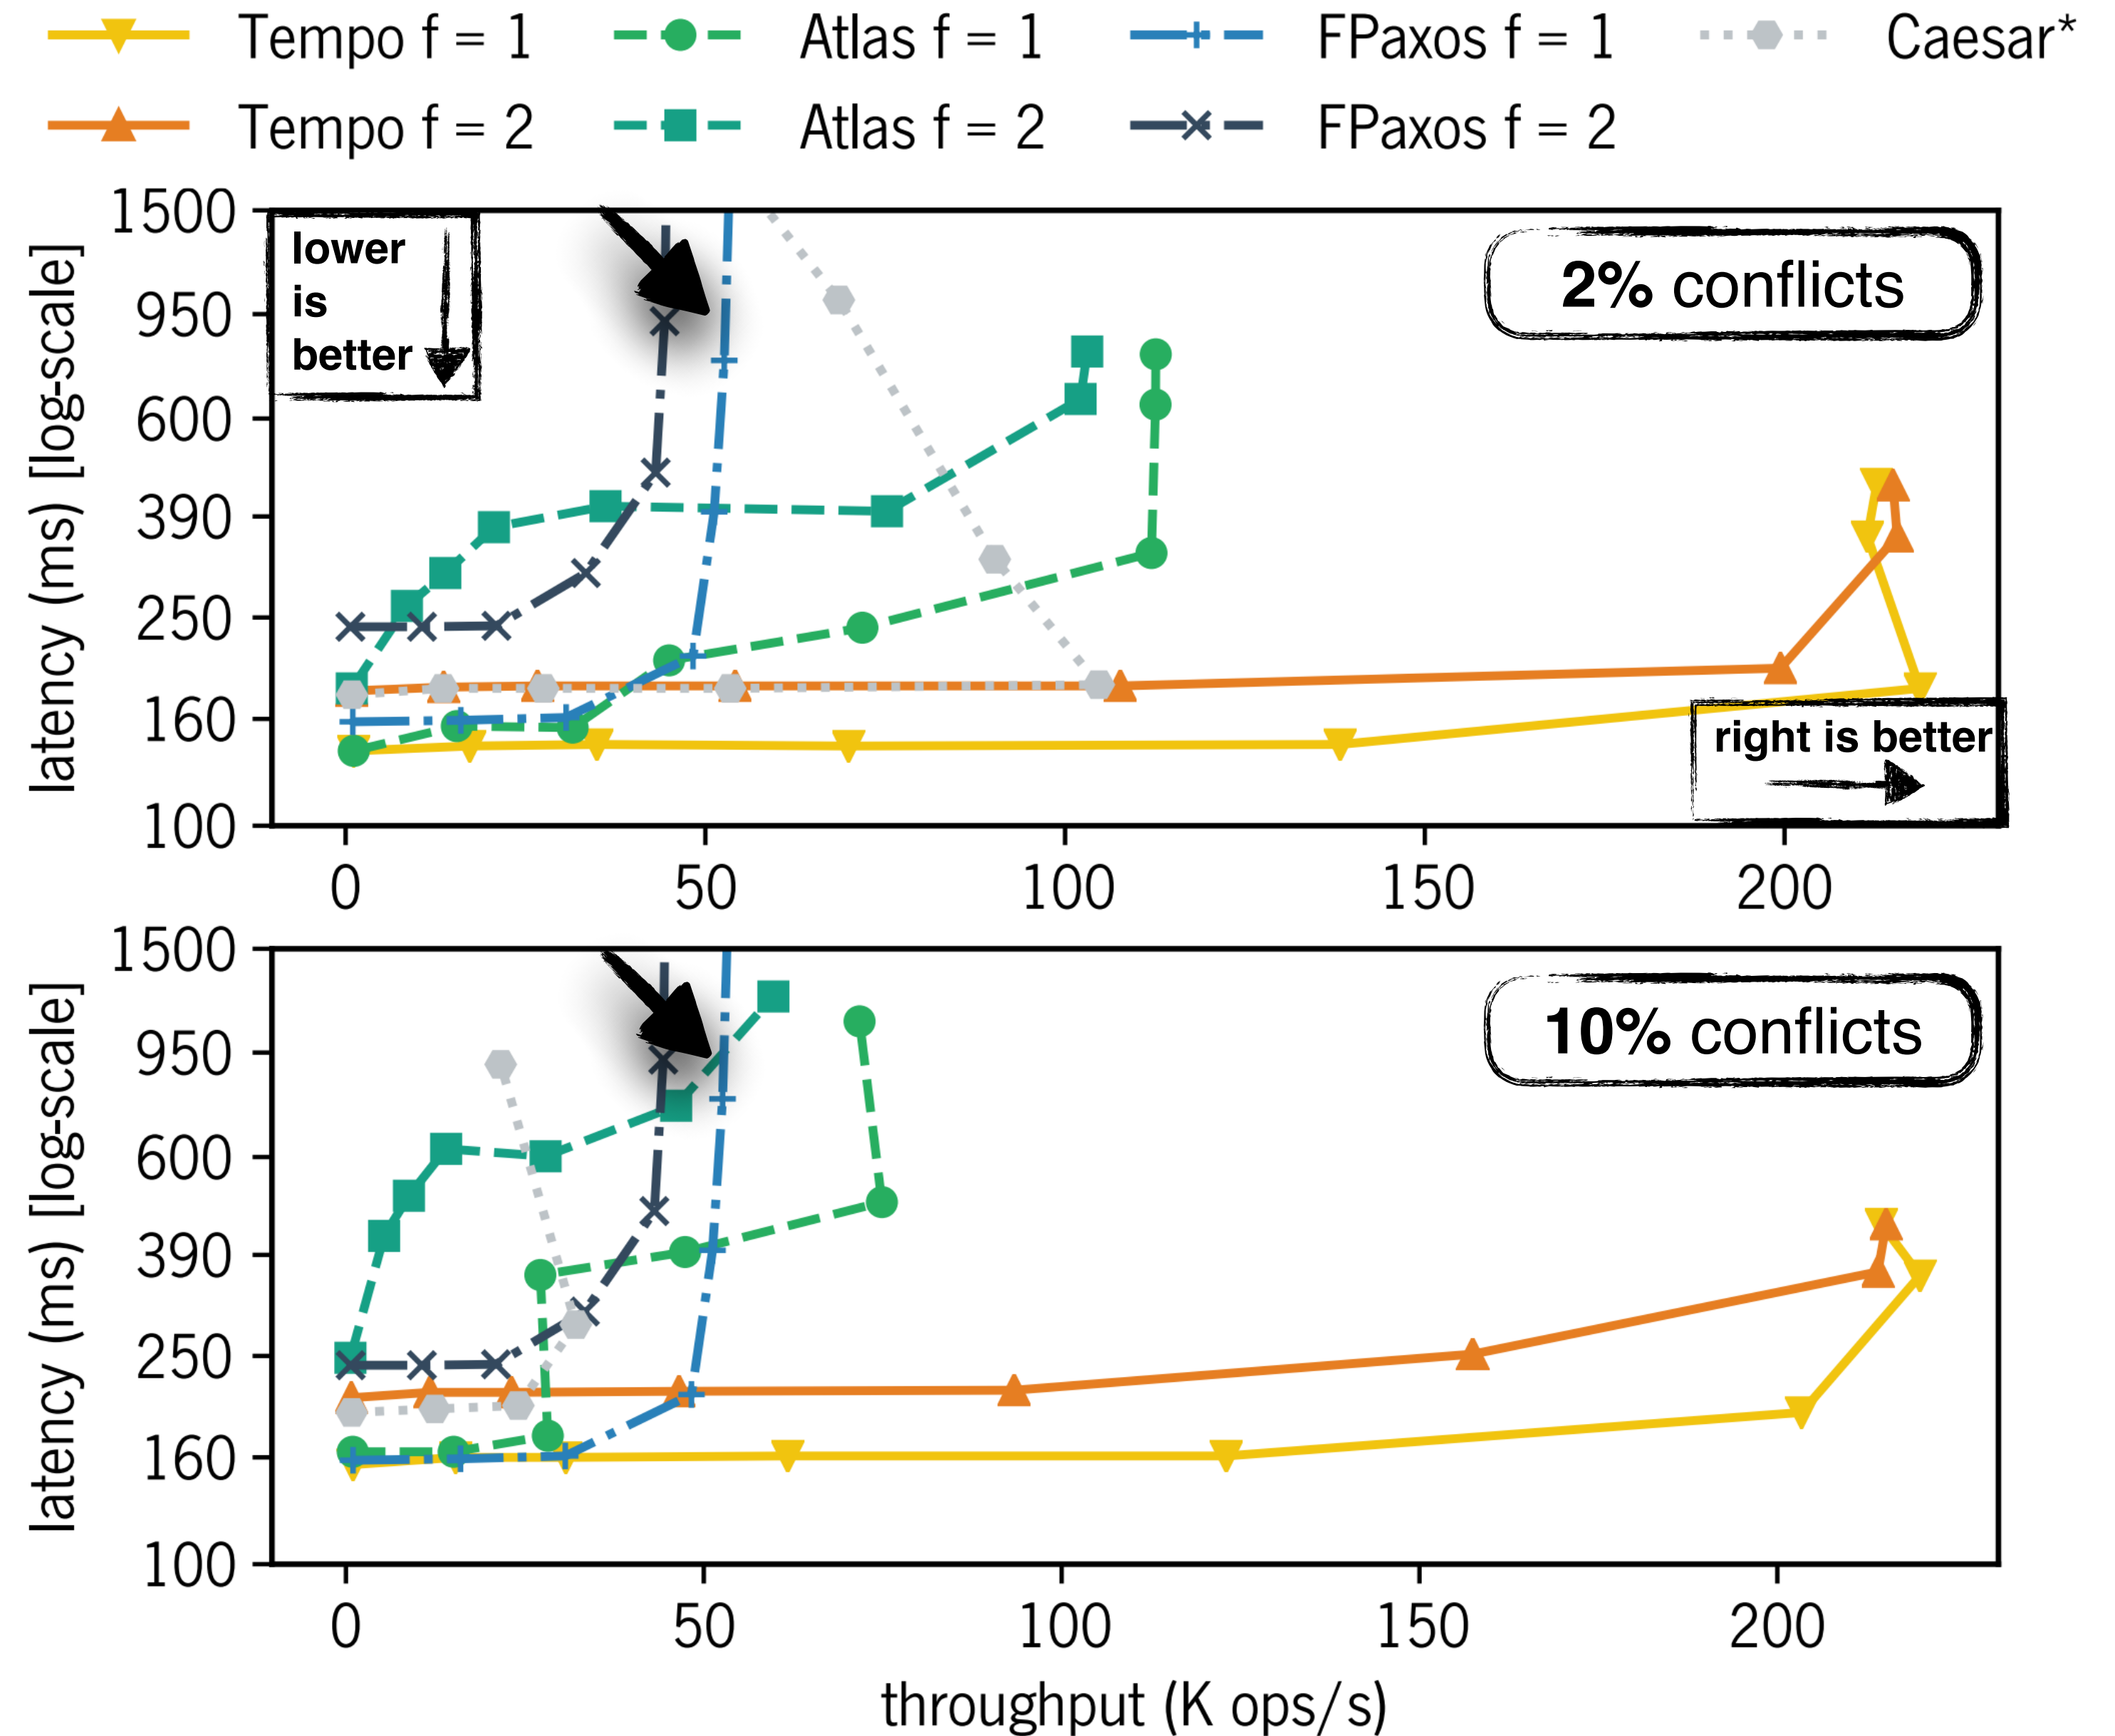 Tempo f = 1 Atlas f = 1 FPaxos f = 1 Caesar*
Tempo f = 2 Atlas f = 2 FPaxos f = 2
latency (ms) [log-scale]
1500
950
600
390
250
160
100
lower
is
better
2% conflicts
right is better
0 50 100 150 200
latency (ms) [log-scale]
1500
950
600
390
250
160
100
10% conflicts
0 50 100 150 200
throughput (K ops/s)